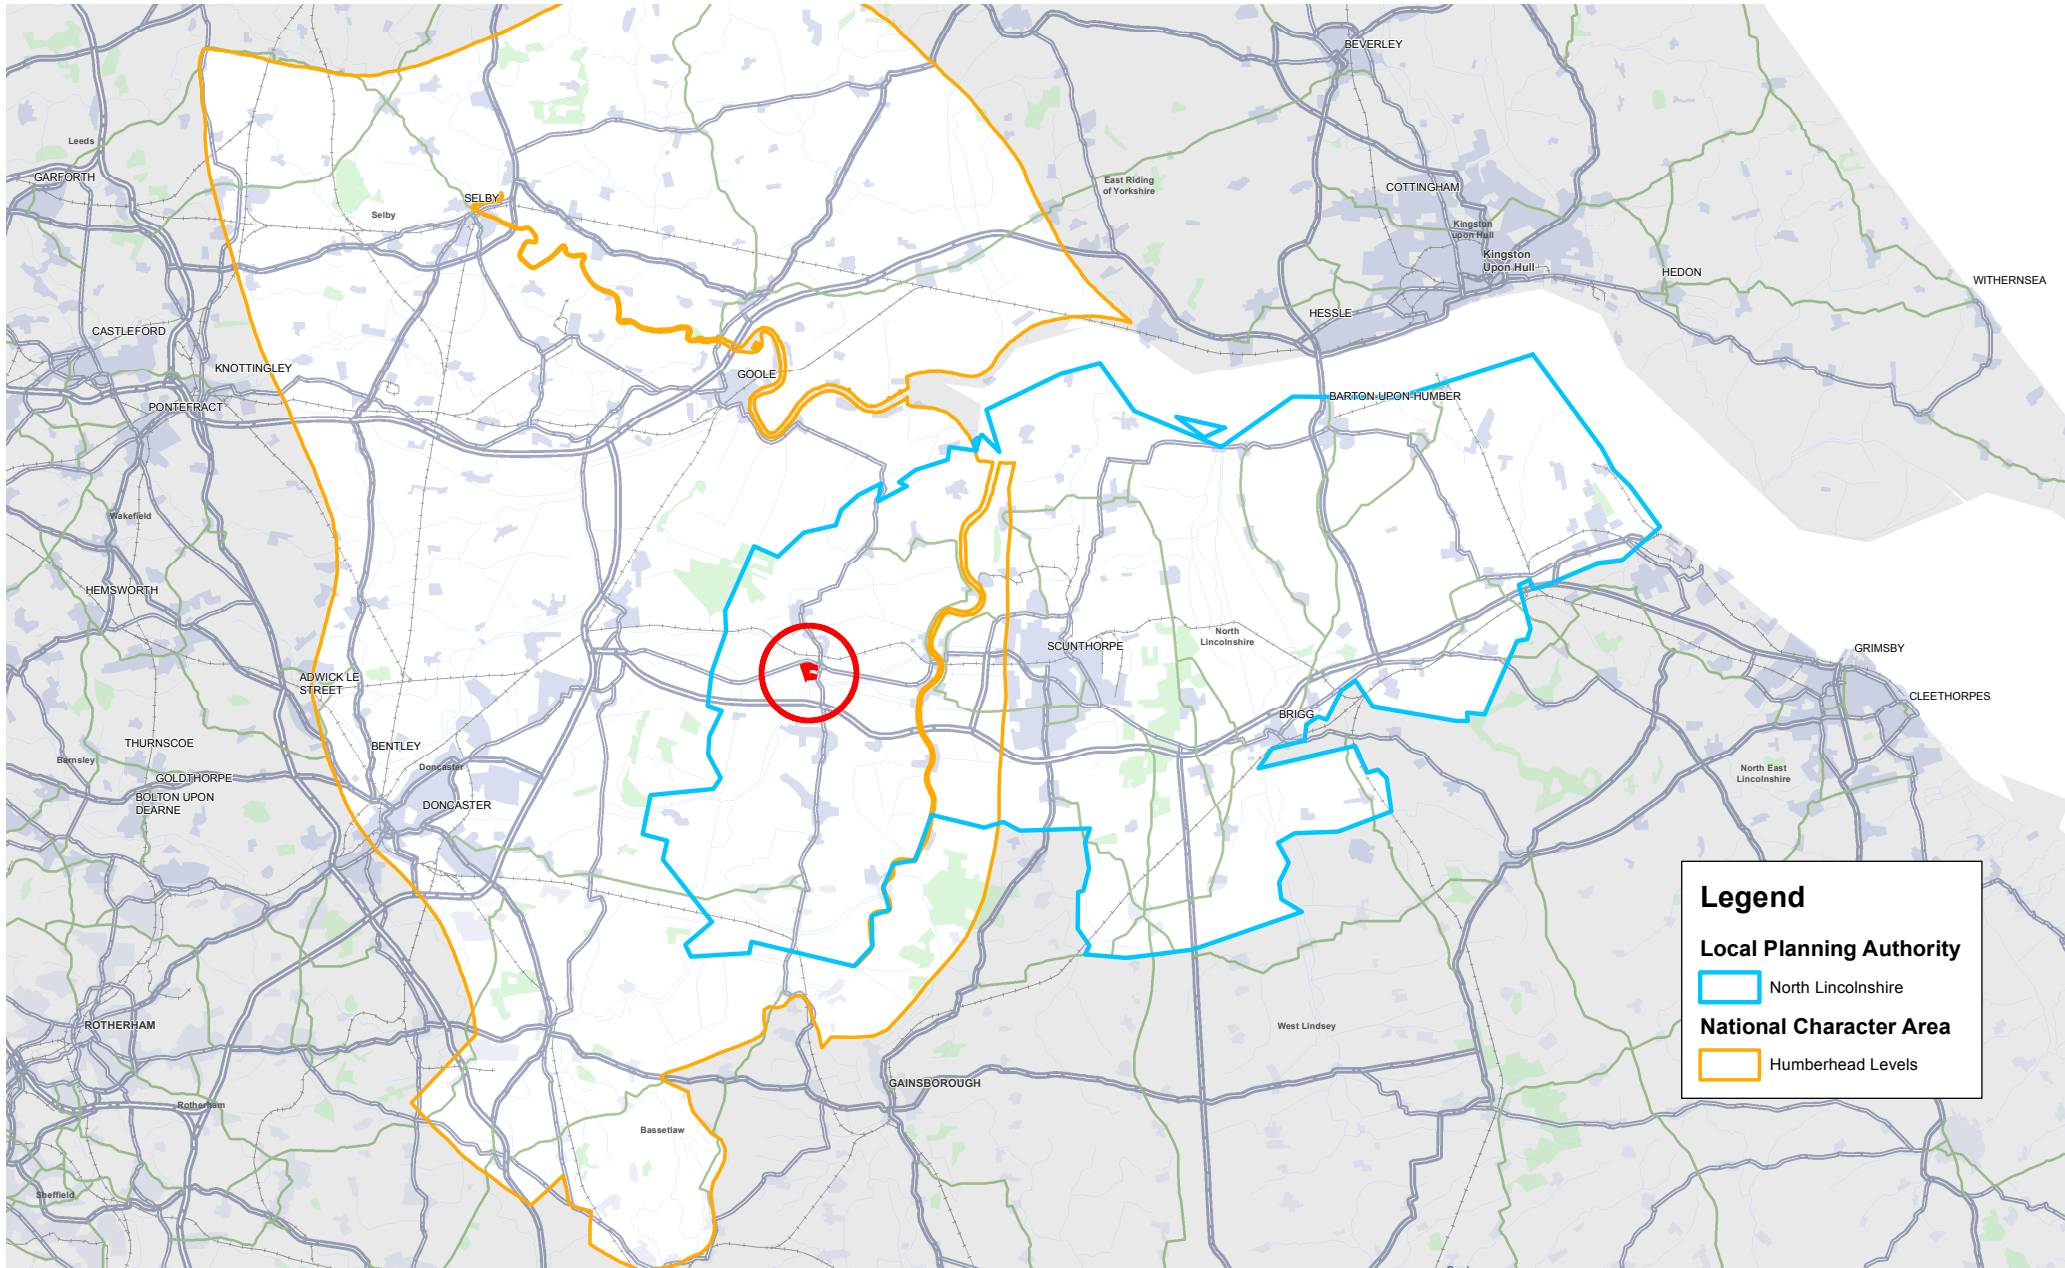 BEVERLEY
Leeds
GARFORTH
East Riding
of Yorkshire
COTTINGHAM
SELBY
Selby
Kingston
upon Hull
Kingston
Upon Hull
HEDON
WITHERNSEA
HESSLE
CASTLEFORD
KNOTTINGLEY
GOOLE
PONTEFRACT
BARTON-UPON-HUMBER
Wakefield
HEMSWORTH
SCUNTHORPE
North
Lincolnshire
GRIMSBY
ADWICK LE
STREET
CLEETHORPES
BRIGG
THURNSCOE
BENTLEY
Barnsley
Doncaster
GOLDTHORPE
North East
Lincolnshire
BOLTON UPON
DEARNE
DONCASTER
Legend
Local Planning Authority
North Lincolnshire
National Character Area
Humberhead Levels
ROTHERHAM
West Lindsey
GAINSBOROUGH
Rotherham
Bassetlaw
Sheffield